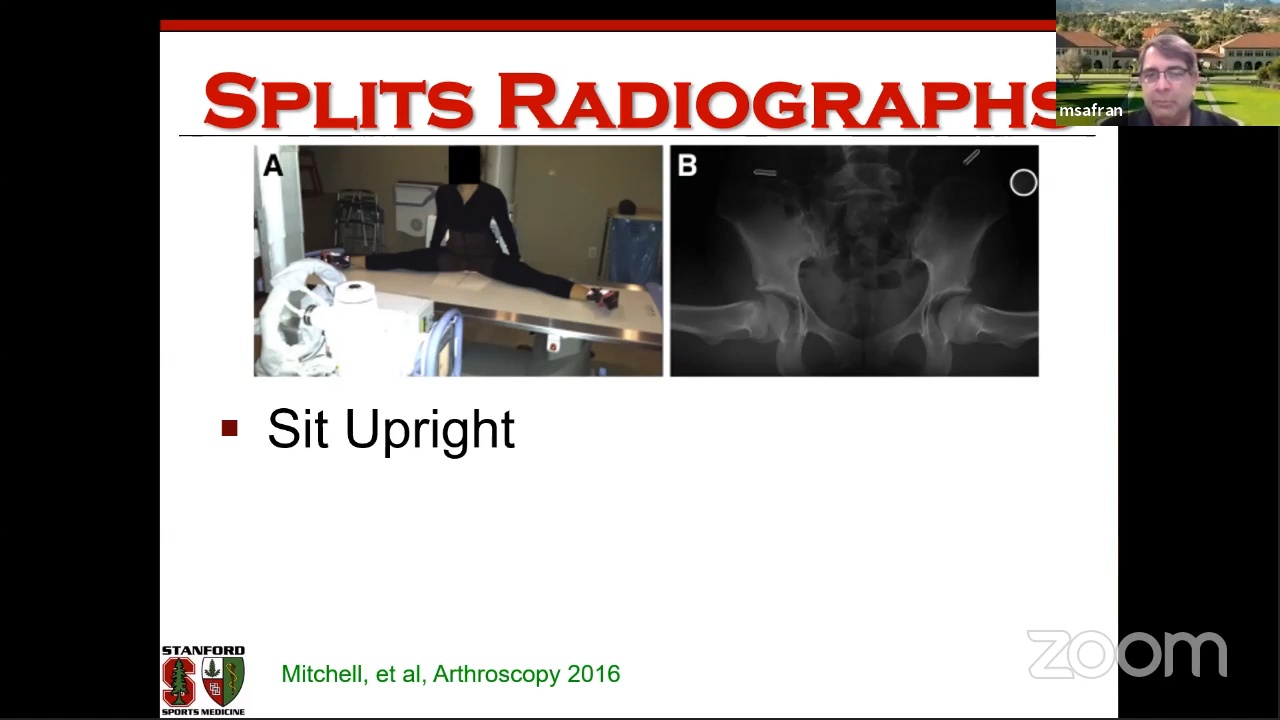 SPLITS RADIOGRAPHS
msafran
A
B
Sit Upright
STANFORD
S
SPORTS MEDICINE
Mitchell, et al, Arthroscopy 2016
zoom